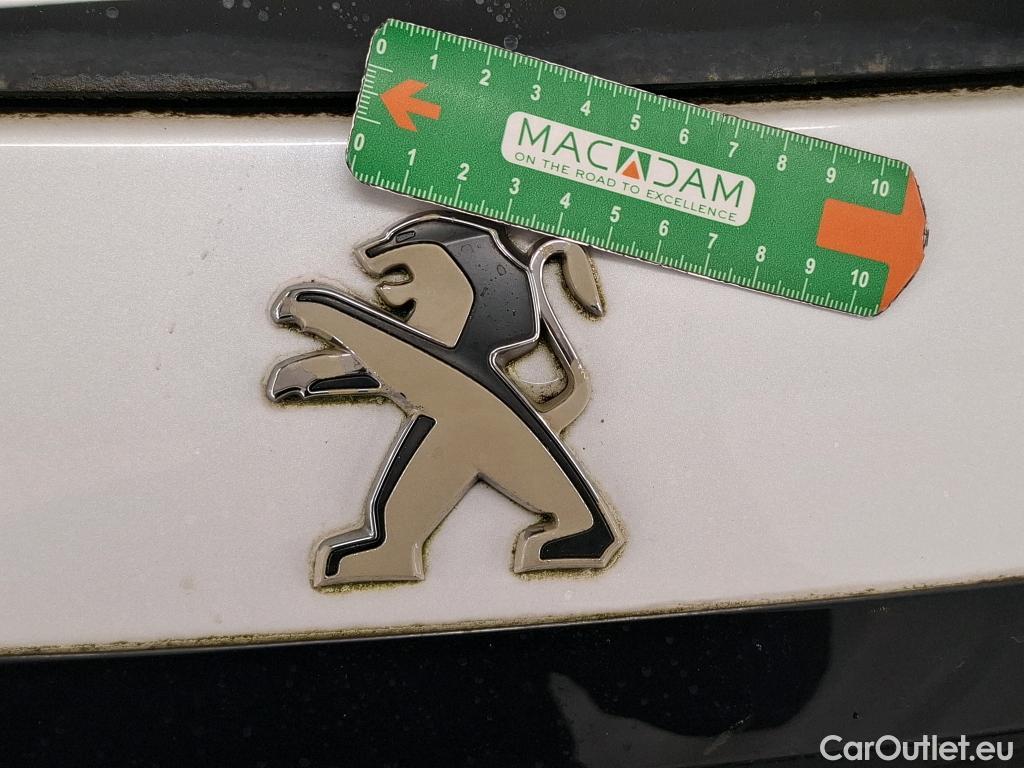 0 1 2 3 4 5 6 7 8 9 10
MACADAM
ON THE ROAD TO EXCELLENCE
0 1 2 3 4 5 6 7 8 9 10
CarOutlet.eu